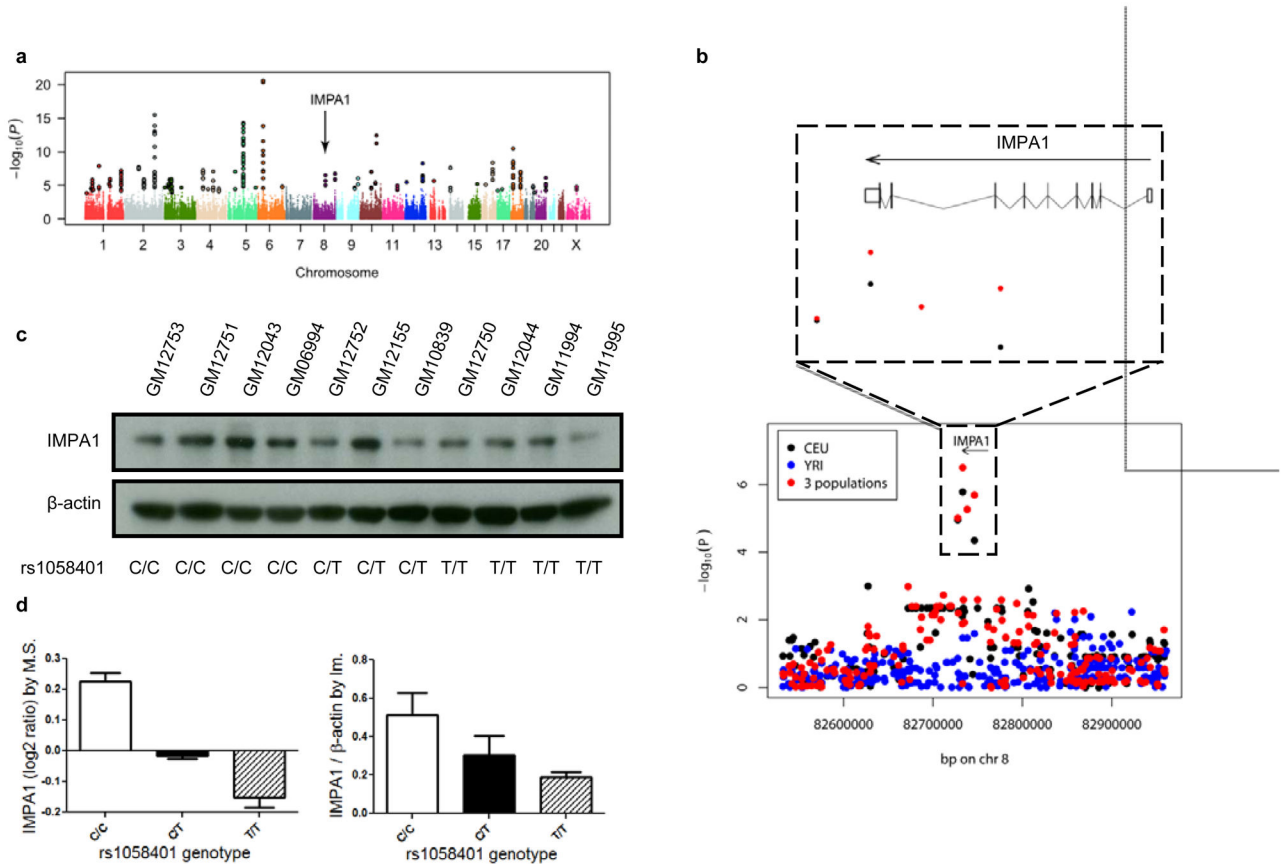 a
20
15
10
5
0
−log₁₀(P)
IMPA1
1 2 3 4 5 6 7 8 9 11 13 15 17 20 X
Chromosome
b
IMPA1
IMPA1
CEU
YRI
3 populations
6
4
2
0
−log₁₀(P)
82600000 82700000 82800000 82900000
bp on chr 8
c
GM12753 GM12751 GM12043 GM06994 GM12752 GM12155 GM10839 GM12750 GM12044 GM11994 GM11995
IMPA1
β-actin
rs1058401 C/C C/C C/C C/C C/T C/T C/T T/T T/T T/T T/T
d
IMPA1 (log2 ratio) by M.S.
0.3
0.2
0.1
0.0
-0.1
-0.2
C/C C/T T/T
rs1058401 genotype
IMPA1 / β-actin by Im.
0.8
0.6
0.4
0.2
0.0
C/C C/T T/T
rs1058401 genotype